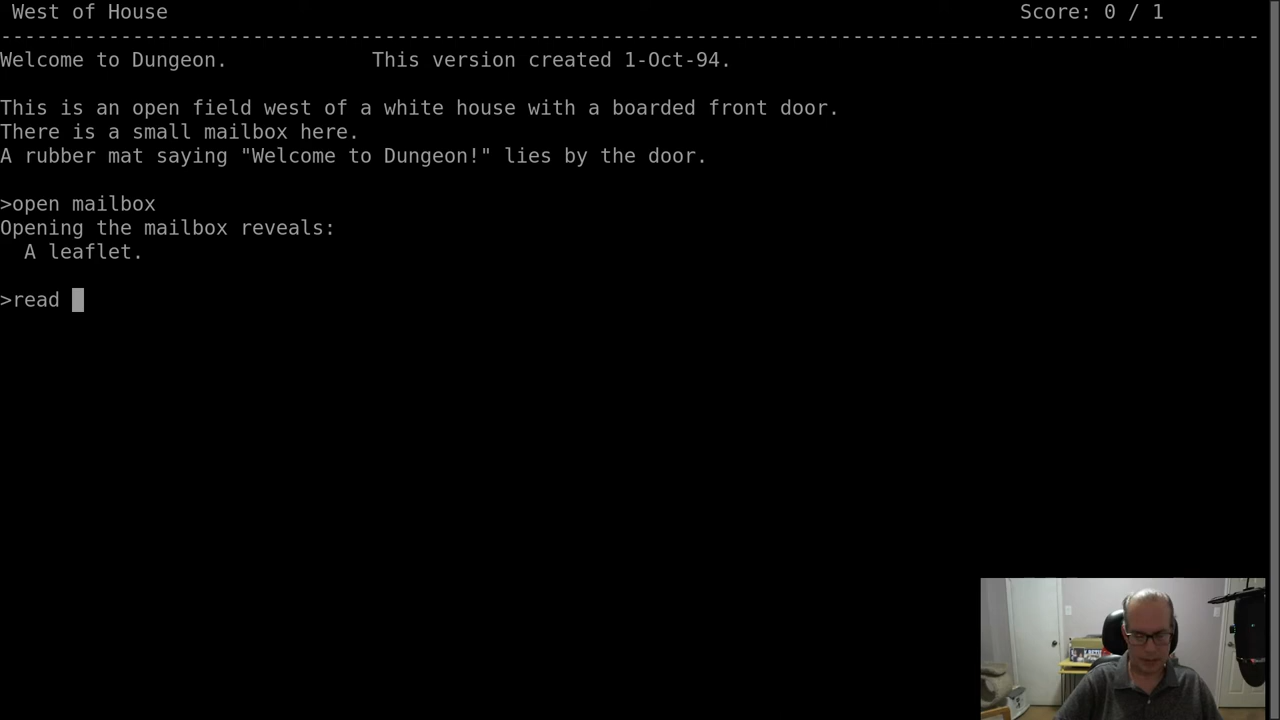 West of House Score: 0 / 1
Welcome to Dungeon. This version created 1-Oct-94.
This is an open field west of a white house with a boarded front door.
There is a small mailbox here.
A rubber mat saying "Welcome to Dungeon!" lies by the door.
>open mailbox
Opening the mailbox reveals:
A leaflet.
>read